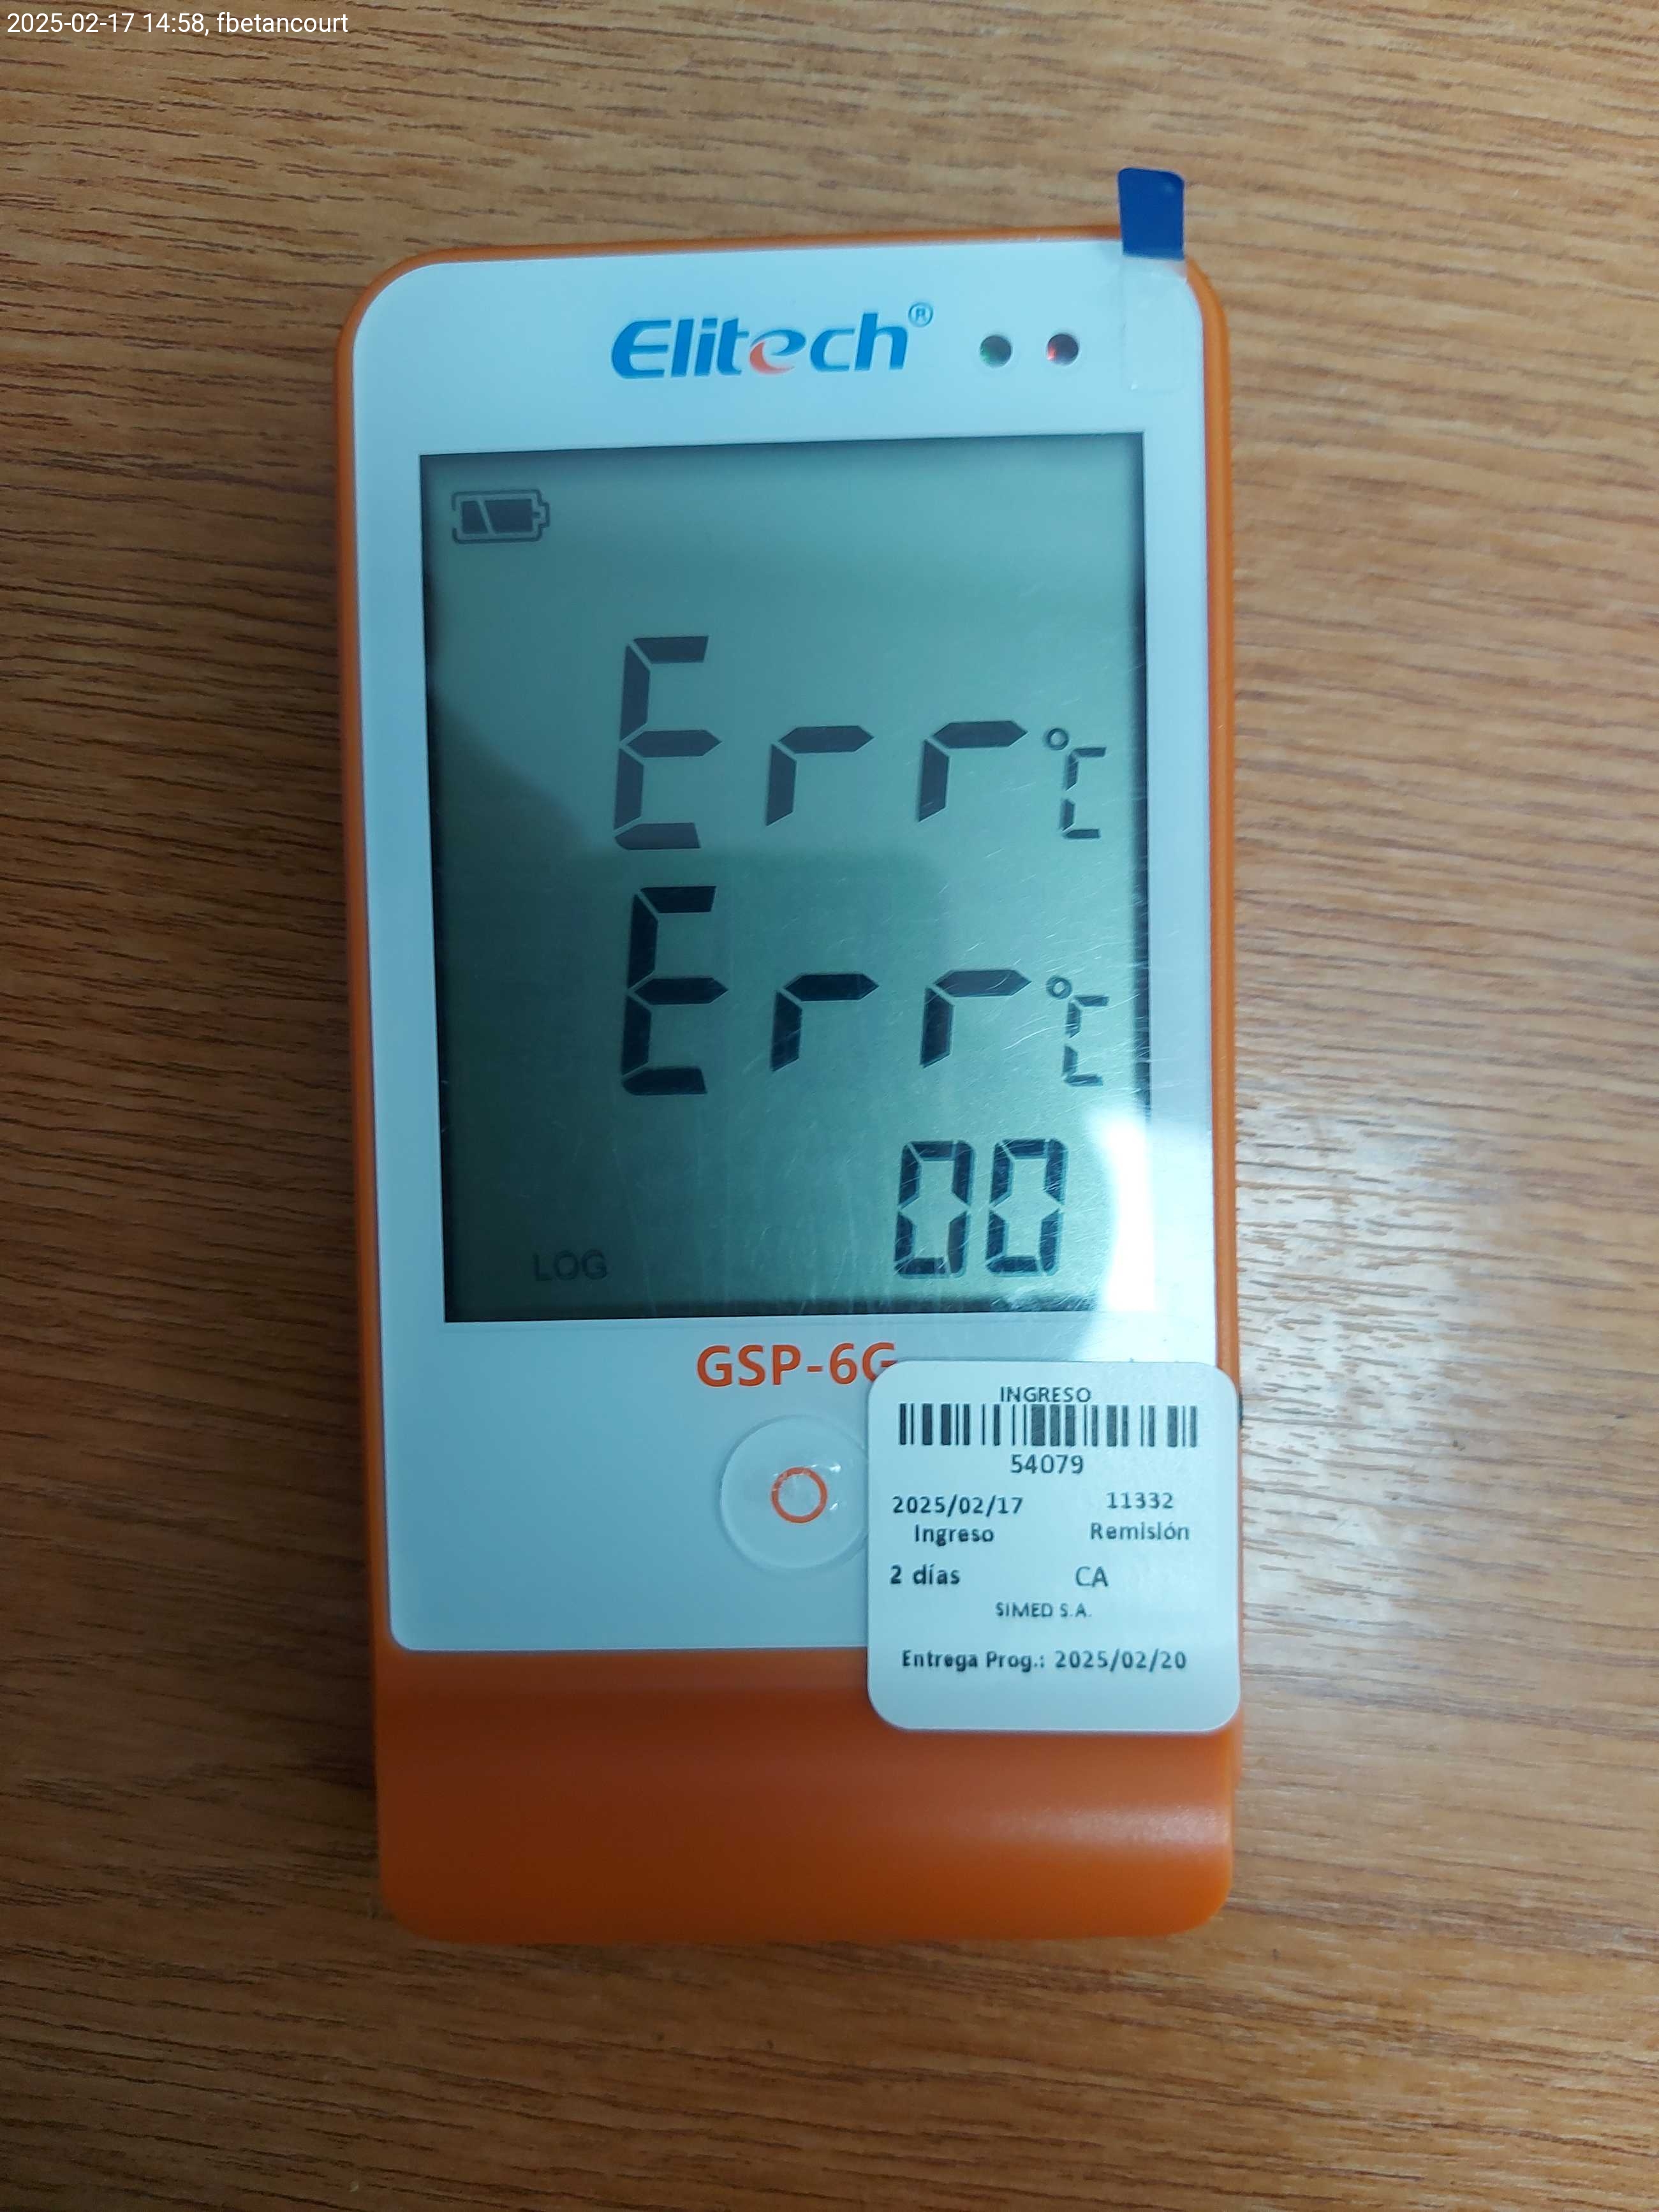 2025-02-17 14:58, fbetancourt
Elitech®
Err°C
Err°C
00
LOG
GSP-6G
INGRESO
54079
2025/02/17 11332
Ingreso Remisión
2 días CA
SIMED S.A.
Entrega Prog.: 2025/02/20